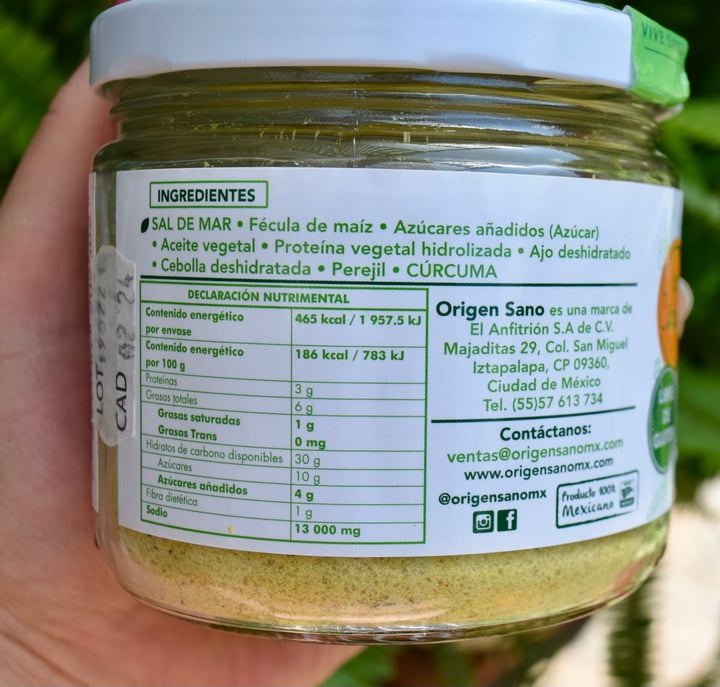 VIVE
INGREDIENTES
SAL DE MAR • Fécula de maíz • Azúcares añadidos (Azúcar)
• Aceite vegetal • Proteína vegetal hidrolizada • Ajo deshidratado
• Cebolla deshidratada • Perejil • CÚRCUMA
DECLARACIÓN NUTRIMENTAL
Contenido energético por envase 465 kcal / 1 957.5 kJ
Contenido energético por 100 g 186 kcal / 783 kJ
Proteínas 3 g
Grasas totales 6 g
Grasas saturadas 1 g
Grasas Trans 0 mg
Hidratos de carbono disponibles 30 g
Azúcares 10 g
Azúcares añadidos 4 g
Fibra dietética 1 g
Sodio 13 000 mg
Origen Sano es una marca de
El Anfitrión S.A de C.V.
Majaditas 29, Col. San Miguel
Iztapalapa, CP 09360,
Ciudad de México
Tel. (55)57 613 734
Contáctanos:
ventas@origensanomx.com
www.origensanomx.com
@origensanomx
Producto 100%
Mexicano
LOT
CAD